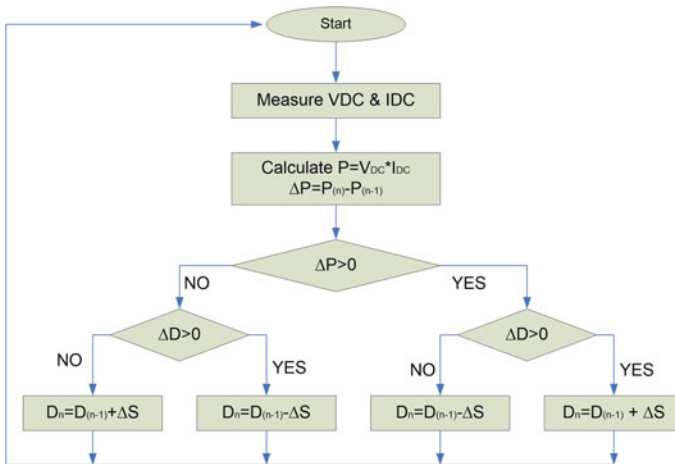 Start
Measure VDC & IDC
Calculate P=VDC*IDC
ΔP=P(n)-P(n-1)
ΔP>0
NO
YES
ΔD>0
ΔD>0
NO
YES
NO
YES
Dn=D(n-1)+ΔS
Dn=D(n-1)-ΔS
Dn=D(n-1)-ΔS
Dn=D(n-1) + ΔS